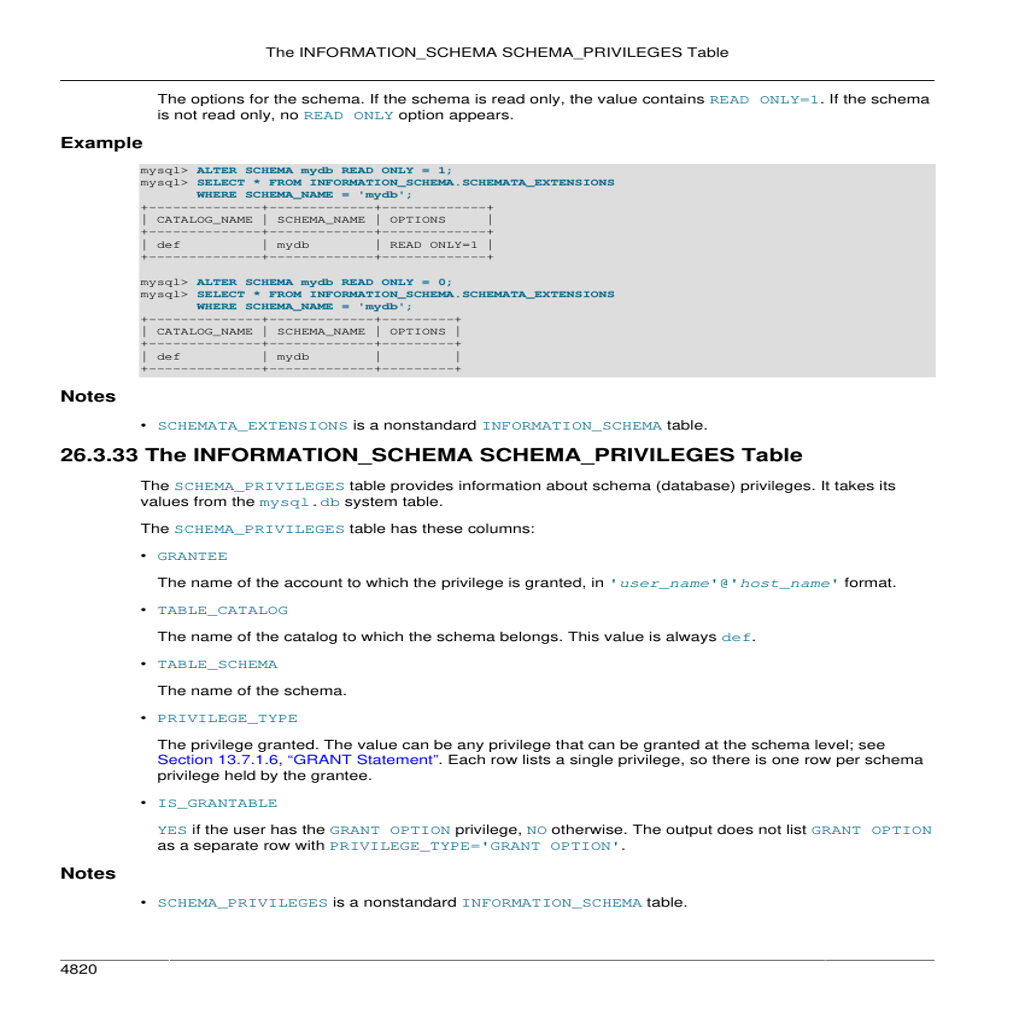 The INFORMATION_SCHEMA SCHEMA_PRIVILEGES Table
The options for the schema. If the schema is read only, the value contains READ ONLY=1. If the schema
is not read only, no READ ONLY option appears.
Example
mysql> ALTER SCHEMA mydb READ ONLY = 1;
mysql> SELECT * FROM INFORMATION_SCHEMA.SCHEMATA_EXTENSIONS
       WHERE SCHEMA_NAME = 'mydb';
+--------------+-------------+-------------+
| CATALOG_NAME | SCHEMA_NAME | OPTIONS     |
+--------------+-------------+-------------+
| def          | mydb        | READ ONLY=1 |
+--------------+-------------+-------------+
mysql> ALTER SCHEMA mydb READ ONLY = 0;
mysql> SELECT * FROM INFORMATION_SCHEMA.SCHEMATA_EXTENSIONS
       WHERE SCHEMA_NAME = 'mydb';
+--------------+-------------+---------+
| CATALOG_NAME | SCHEMA_NAME | OPTIONS |
+--------------+-------------+---------+
| def          | mydb        |         |
+--------------+-------------+---------+
Notes
• SCHEMATA_EXTENSIONS is a nonstandard INFORMATION_SCHEMA table.
26.3.33 The INFORMATION_SCHEMA SCHEMA_PRIVILEGES Table
The SCHEMA_PRIVILEGES table provides information about schema (database) privileges. It takes its
values from the mysql.db system table.
The SCHEMA_PRIVILEGES table has these columns:
• GRANTEE
The name of the account to which the privilege is granted, in 'user_name'@'host_name' format.
• TABLE_CATALOG
The name of the catalog to which the schema belongs. This value is always def.
• TABLE_SCHEMA
The name of the schema.
• PRIVILEGE_TYPE
The privilege granted. The value can be any privilege that can be granted at the schema level; see
Section 13.7.1.6, “GRANT Statement”. Each row lists a single privilege, so there is one row per schema
privilege held by the grantee.
• IS_GRANTABLE
YES if the user has the GRANT OPTION privilege, NO otherwise. The output does not list GRANT OPTION
as a separate row with PRIVILEGE_TYPE='GRANT OPTION'.
Notes
• SCHEMA_PRIVILEGES is a nonstandard INFORMATION_SCHEMA table.
4820